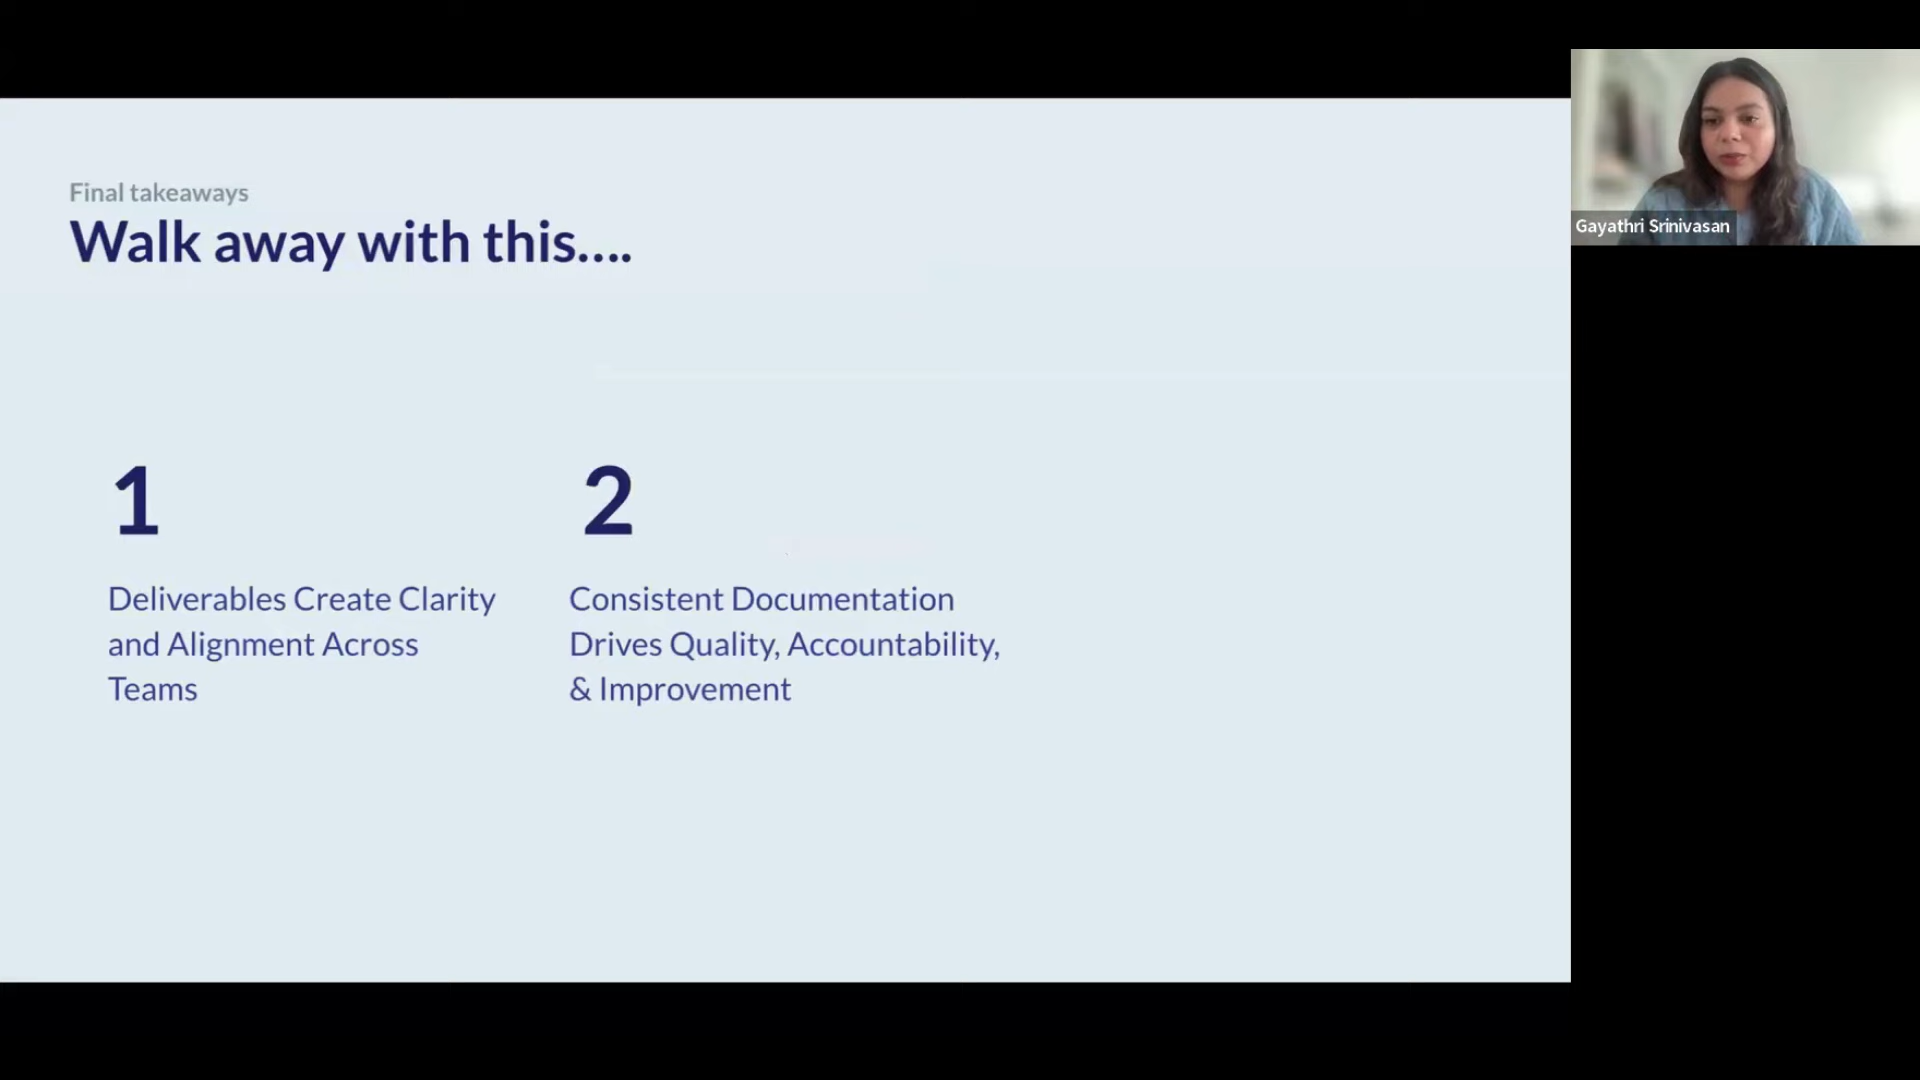 Final takeaways
Walk away with this....
1
Deliverables Create Clarity
and Alignment Across
Teams
2
Consistent Documentation
Drives Quality, Accountability,
& Improvement
Gayathri Srinivasan